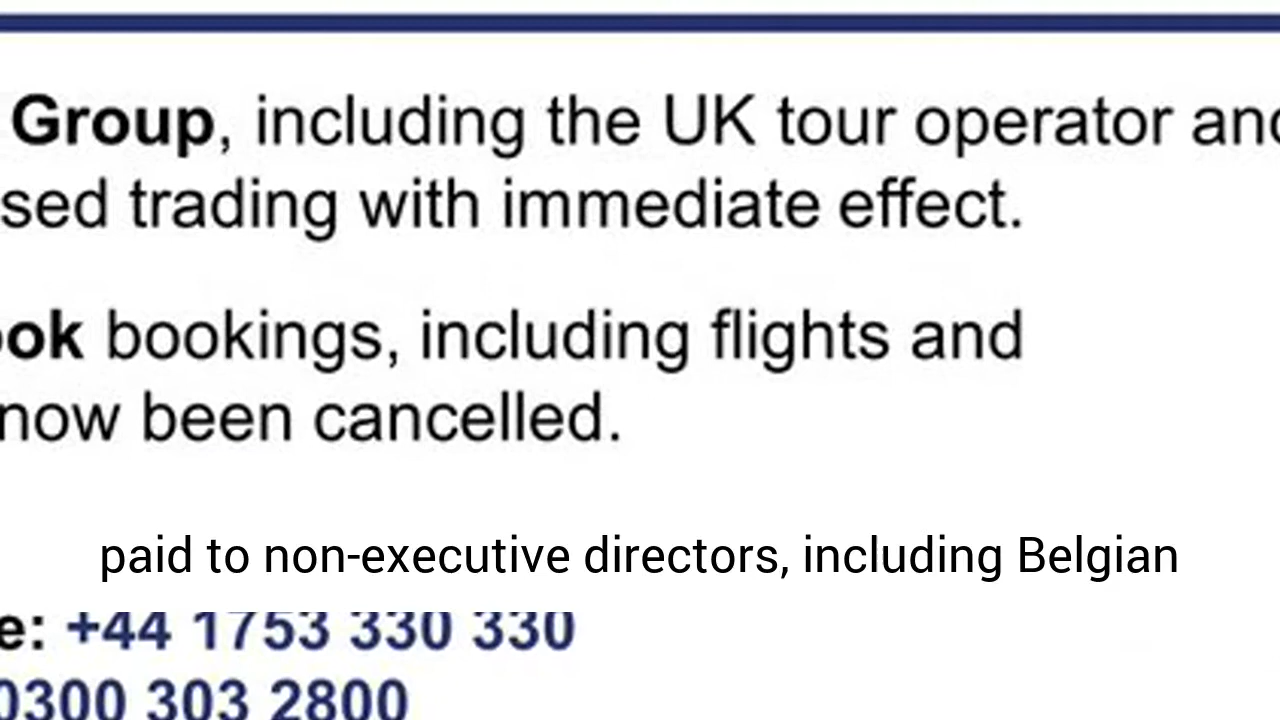 Group, including the UK tour operator and
sed trading with immediate effect.
ook bookings, including flights and
now been cancelled.
paid to non-executive directors, including Belgian
e: +44 1753 330 330
0300 303 2800